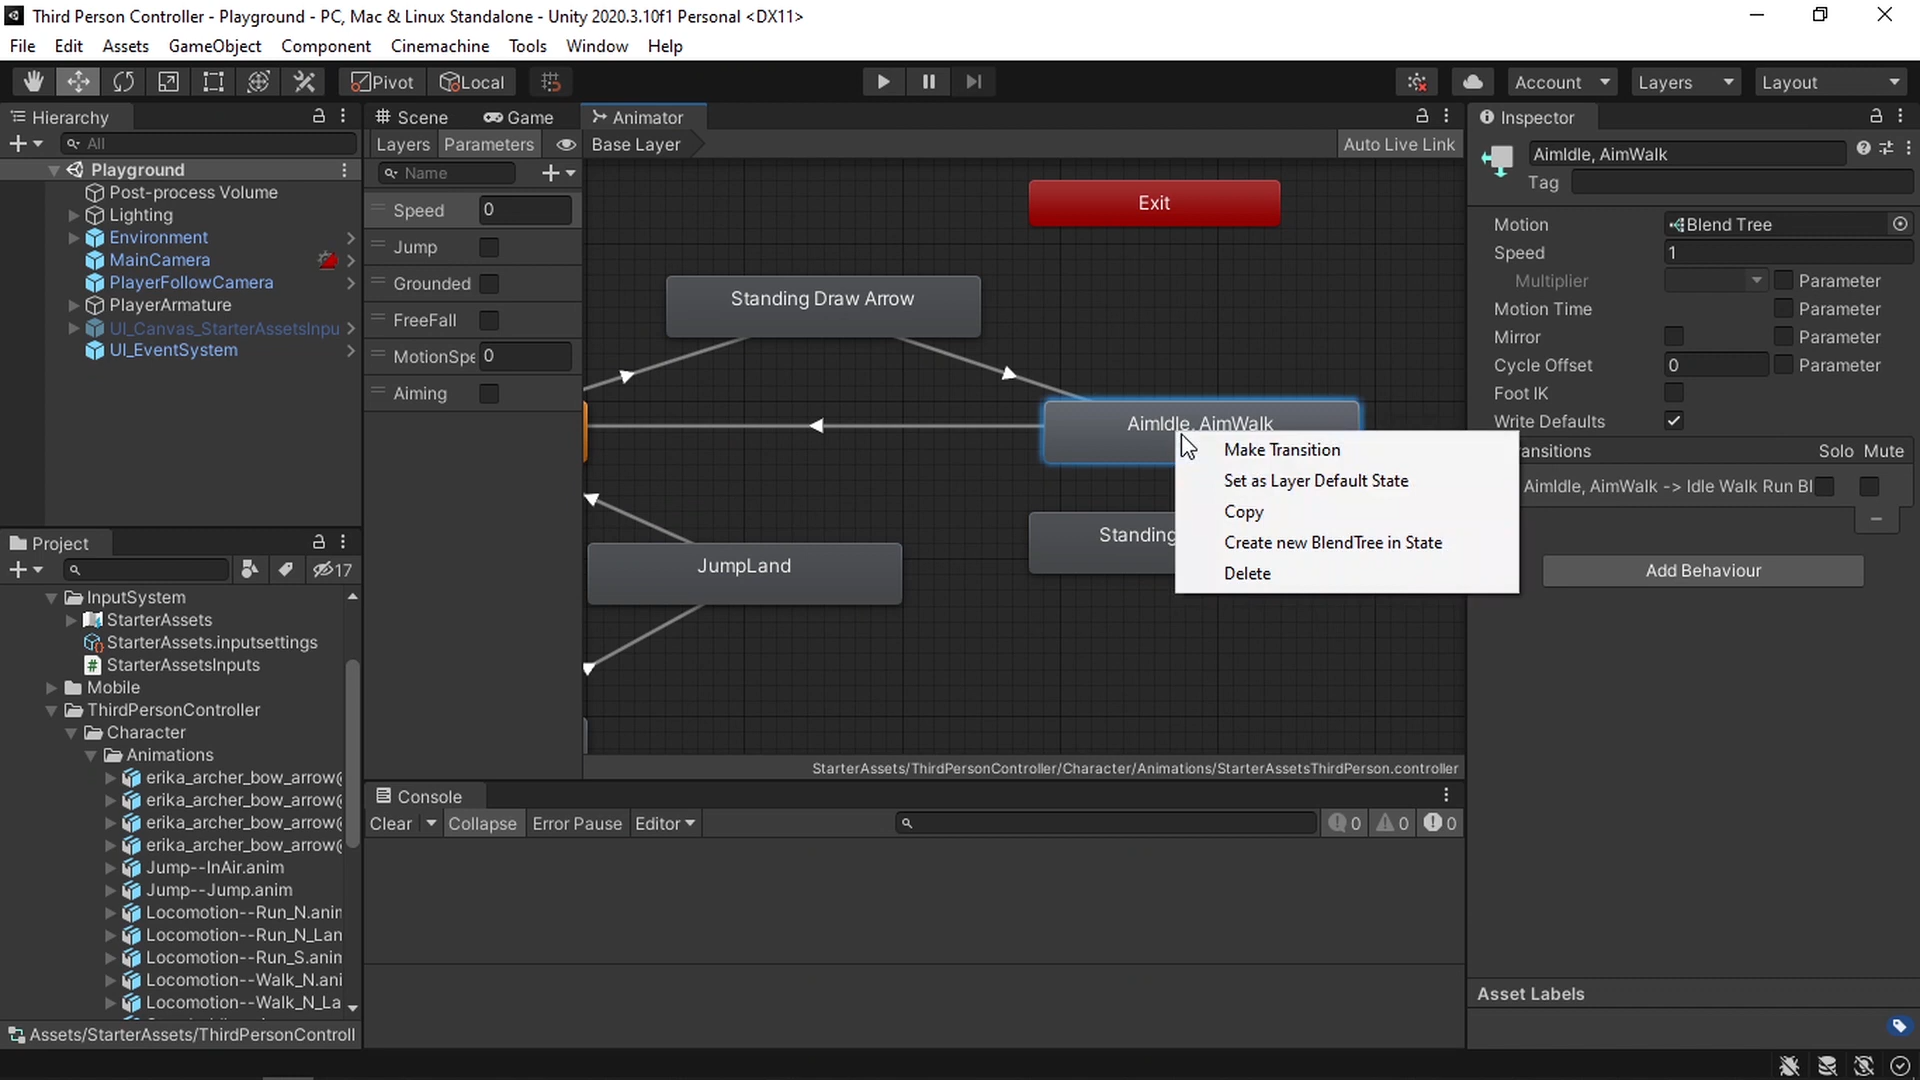 Third Person Controller - Playground - PC, Mac & Linux Standalone - Unity 2020.3.10f1 Personal <DX11>
File Edit Assets GameObject Component Cinemachine Tools Window Help
Pivot Local Account Layers Layout
Hierarchy
All
Playground
Post-process Volume
Lighting
Environment
MainCamera
PlayerFollowCamera
PlayerArmature
UI_Canvas_StarterAssetsInpu
UI_EventSystem
Project
17
InputSystem
StarterAssets
StarterAssets.inputsettings
StarterAssetsInputs
Mobile
ThirdPersonController
Character
Animations
erika_archer_bow_arrow(
erika_archer_bow_arrow(
erika_archer_bow_arrow(
erika_archer_bow_arrow(
Jump--InAir.anim
Jump--Jump.anim
Locomotion--Run_N.anin
Locomotion--Run_N_Lan
Locomotion--Run_S.anim
Locomotion--Walk_N.ani
Locomotion--Walk_N_La
Assets/StarterAssets/ThirdPersonControll
Scene Game Animator
Layers Parameters Base Layer Auto Live Link
Name
Speed 0
Jump
Grounded
FreeFall
MotionSpe 0
Aiming
Exit
Standing Draw Arrow
AimIdle, AimWalk
Standing
JumpLand
Make Transition
Set as Layer Default State
Copy
Create new BlendTree in State
Delete
StarterAssets/ThirdPersonController/Character/Animations/StarterAssetsThirdPerson.controller
Console
Clear Collapse Error Pause Editor 0 0 0
Inspector
AimIdle, AimWalk
Tag
Motion Blend Tree
Speed 1
Multiplier Parameter
Motion Time Parameter
Mirror Parameter
Cycle Offset 0 Parameter
Foot IK
Write Defaults
ansitions Solo Mute
AimIdle, AimWalk -> Idle Walk Run Bl
Add Behaviour
Asset Labels